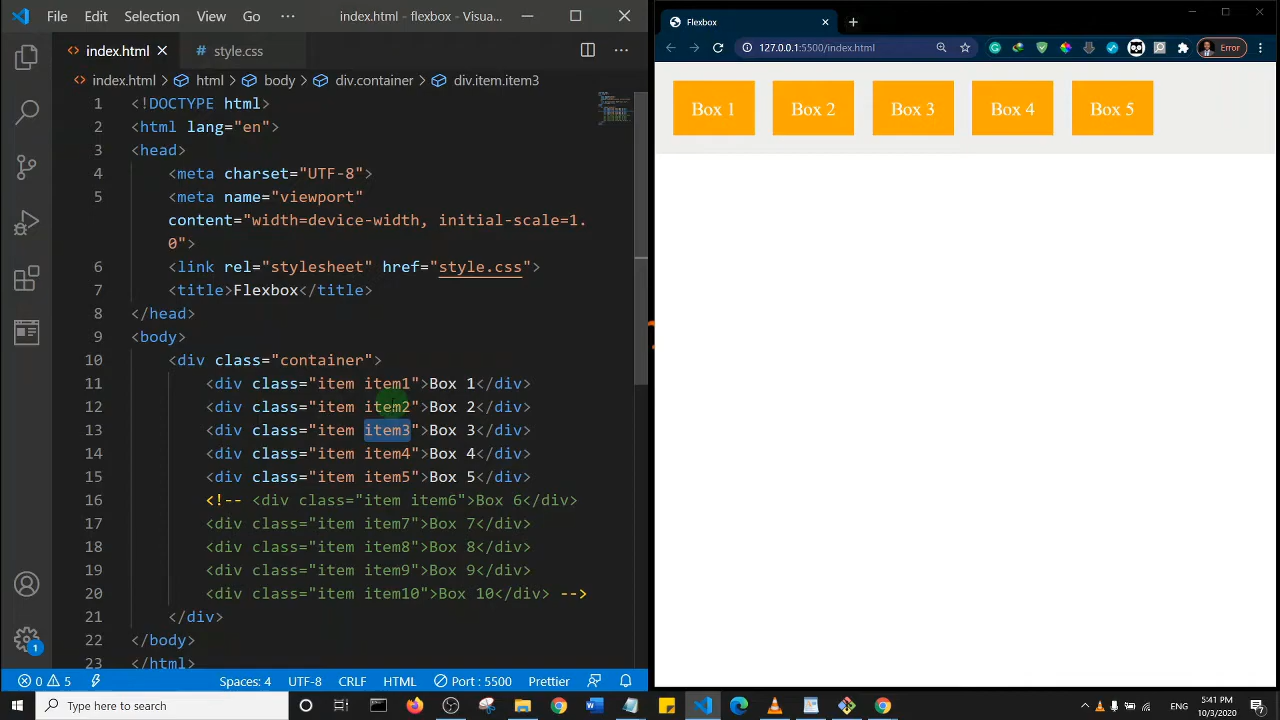 File Edit Selection View Go ··· index.html - flexbox - Visua...
index.html style.css
index.html > html > body > div.container > div.item.item3
1 <!DOCTYPE html>
2 <html lang="en">
3 <head>
4 <meta charset="UTF-8">
5 <meta name="viewport"
content="width=device-width, initial-scale=1.
0">
6 <link rel="stylesheet" href="style.css">
7 <title>Flexbox</title>
8 </head>
9 <body>
10 <div class="container">
11 <div class="item item1">Box 1</div>
12 <div class="item item2">Box 2</div>
13 <div class="item item3">Box 3</div>
14 <div class="item item4">Box 4</div>
15 <div class="item item5">Box 5</div>
16 <!-- <div class="item item6">Box 6</div>
17 <div class="item item7">Box 7</div>
18 <div class="item item8">Box 8</div>
19 <div class="item item9">Box 9</div>
20 <div class="item item10">Box 10</div> -->
21 </div>
22 </body>
23 </html>
1
0 5 Spaces: 4 UTF-8 CRLF HTML Port : 5500 Prettier
Flexbox
127.0.0.1:5500/index.html Error
Box 1 Box 2 Box 3 Box 4 Box 5
Type here to search
5:41 PM
10/3/2020